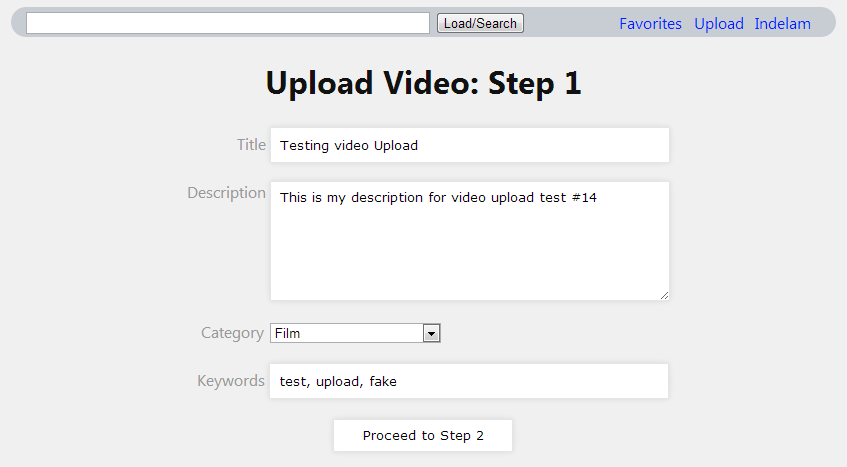 Load/Search Favorites Upload Indelam
Upload Video: Step 1
Title Testing video Upload
Description This is my description for video upload test #14
Category Film
Keywords test, upload, fake
Proceed to Step 2